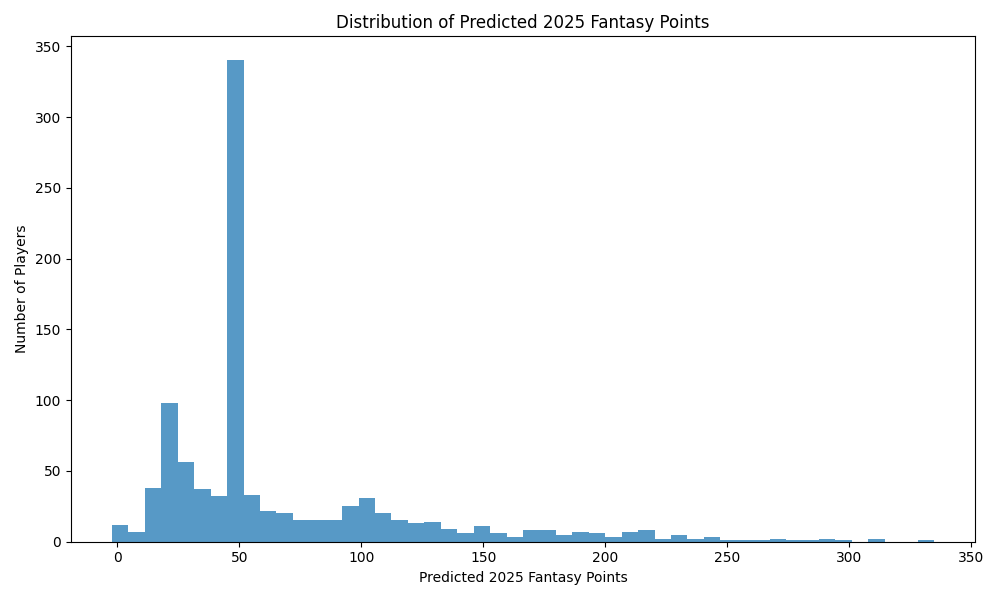 Distribution of Predicted 2025 Fantasy Points
350
300
250
200
150
100
50
0
Number of Players
0 50 100 150 200 250 300 350
Predicted 2025 Fantasy Points